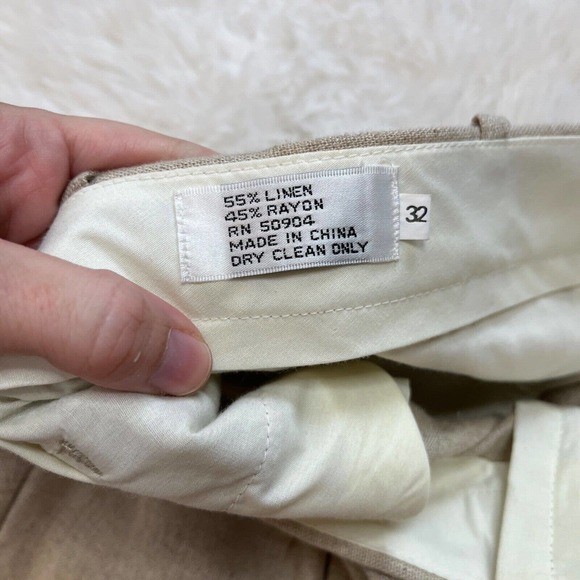 55% LINEN
45% RAYON
RN 50904
MADE IN CHINA
DRY CLEAN ONLY
32